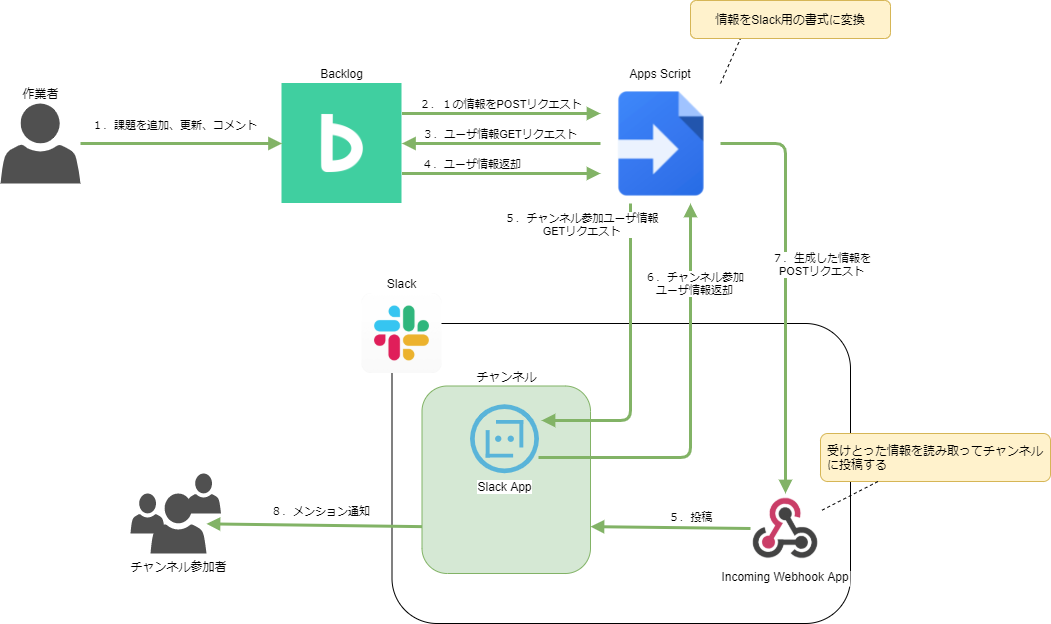 情報をSlack用の書式に変換
Backlog
Apps Script
作業者
1．課題を追加、更新、コメント
2．１の情報をPOSTリクエスト
3．ユーザ情報GETリクエスト
4．ユーザ情報返却
5．チャンネル参加ユーザ情報
GETリクエスト
6．チャンネル参加
ユーザ情報返却
7．生成した情報を
POSTリクエスト
Slack
チャンネル
Slack App
受けとった情報を読み取ってチャンネル
に投稿する
8．メンション通知
5．投稿
チャンネル参加者
Incoming Webhook App